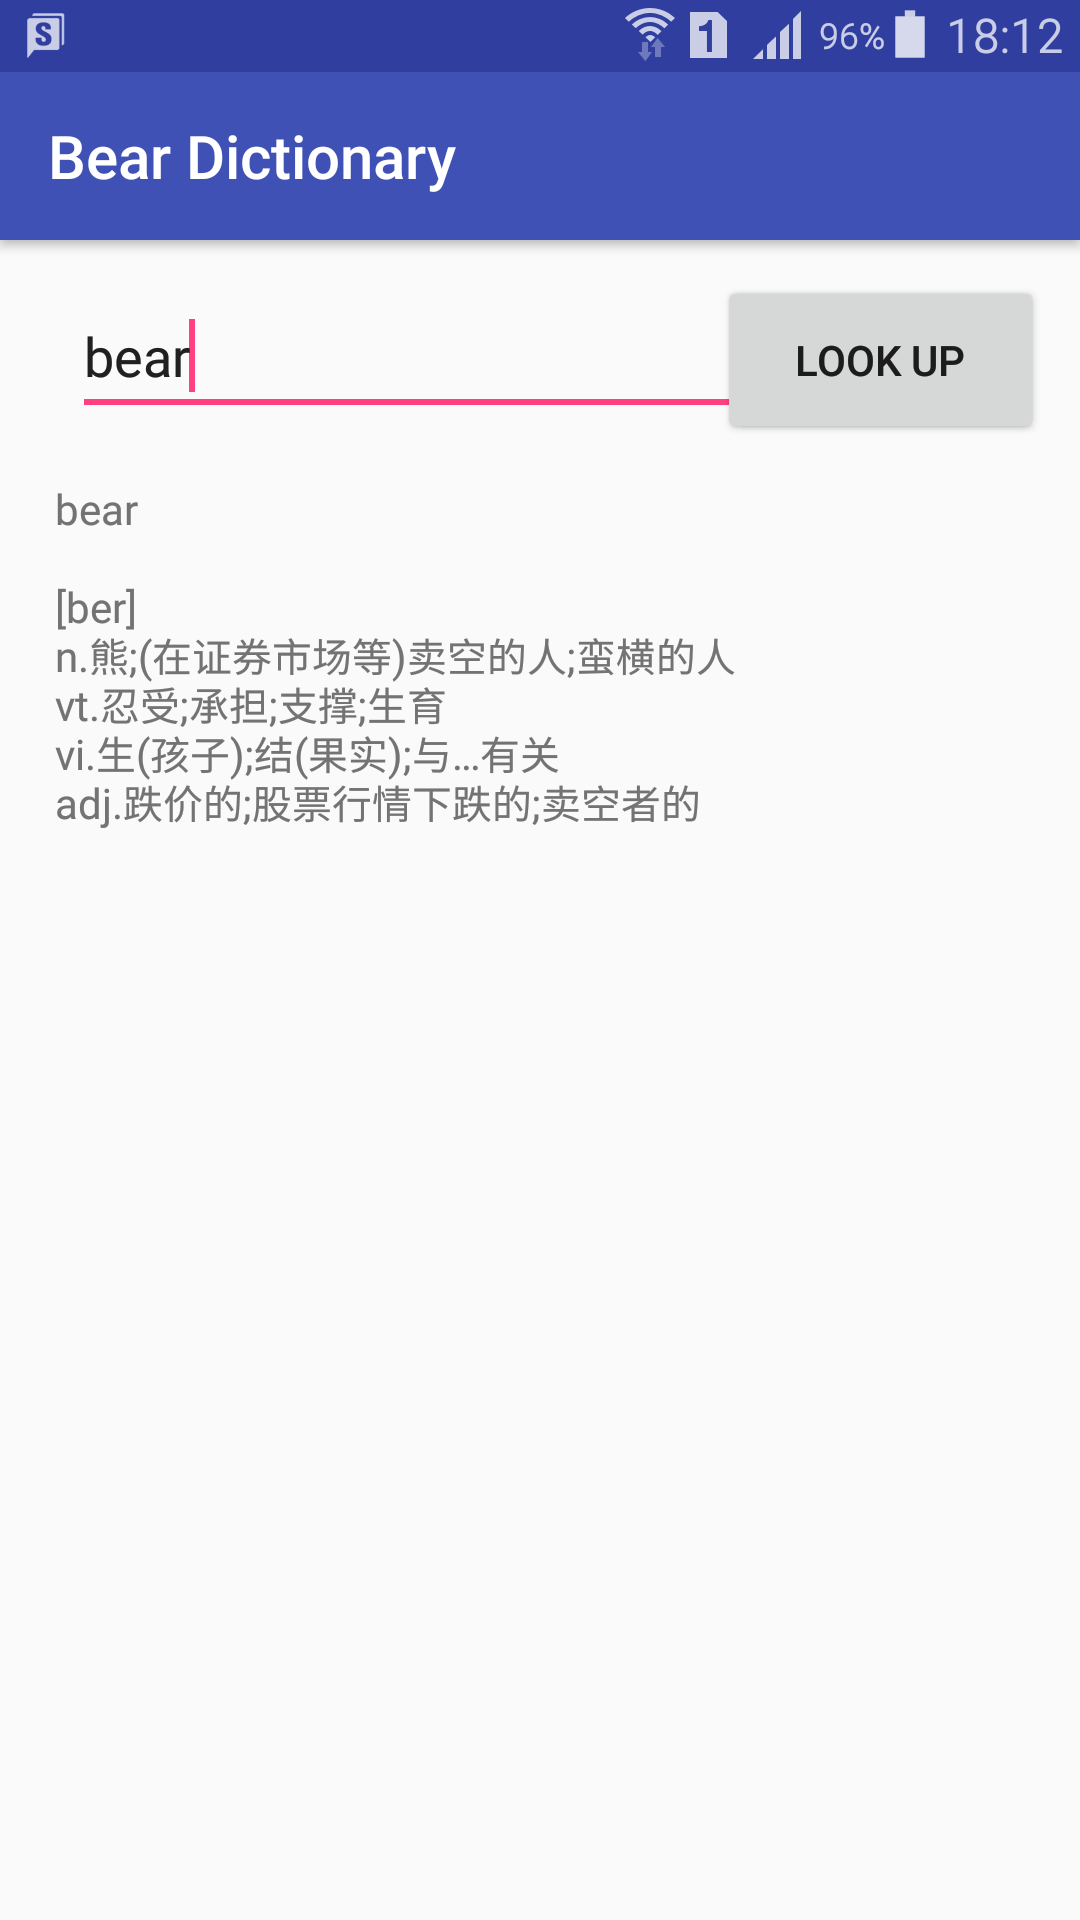 S
1
96%
18:12
Bear Dictionary
bear
LOOK UP
bear
[ber]
n.熊;(在证券市场等)卖空的人;蛮横的人
vt.忍受;承担;支撑;生育
vi.生(孩子);结(果实);与...有关
adj.跌价的;股票行情下跌的;卖空者的